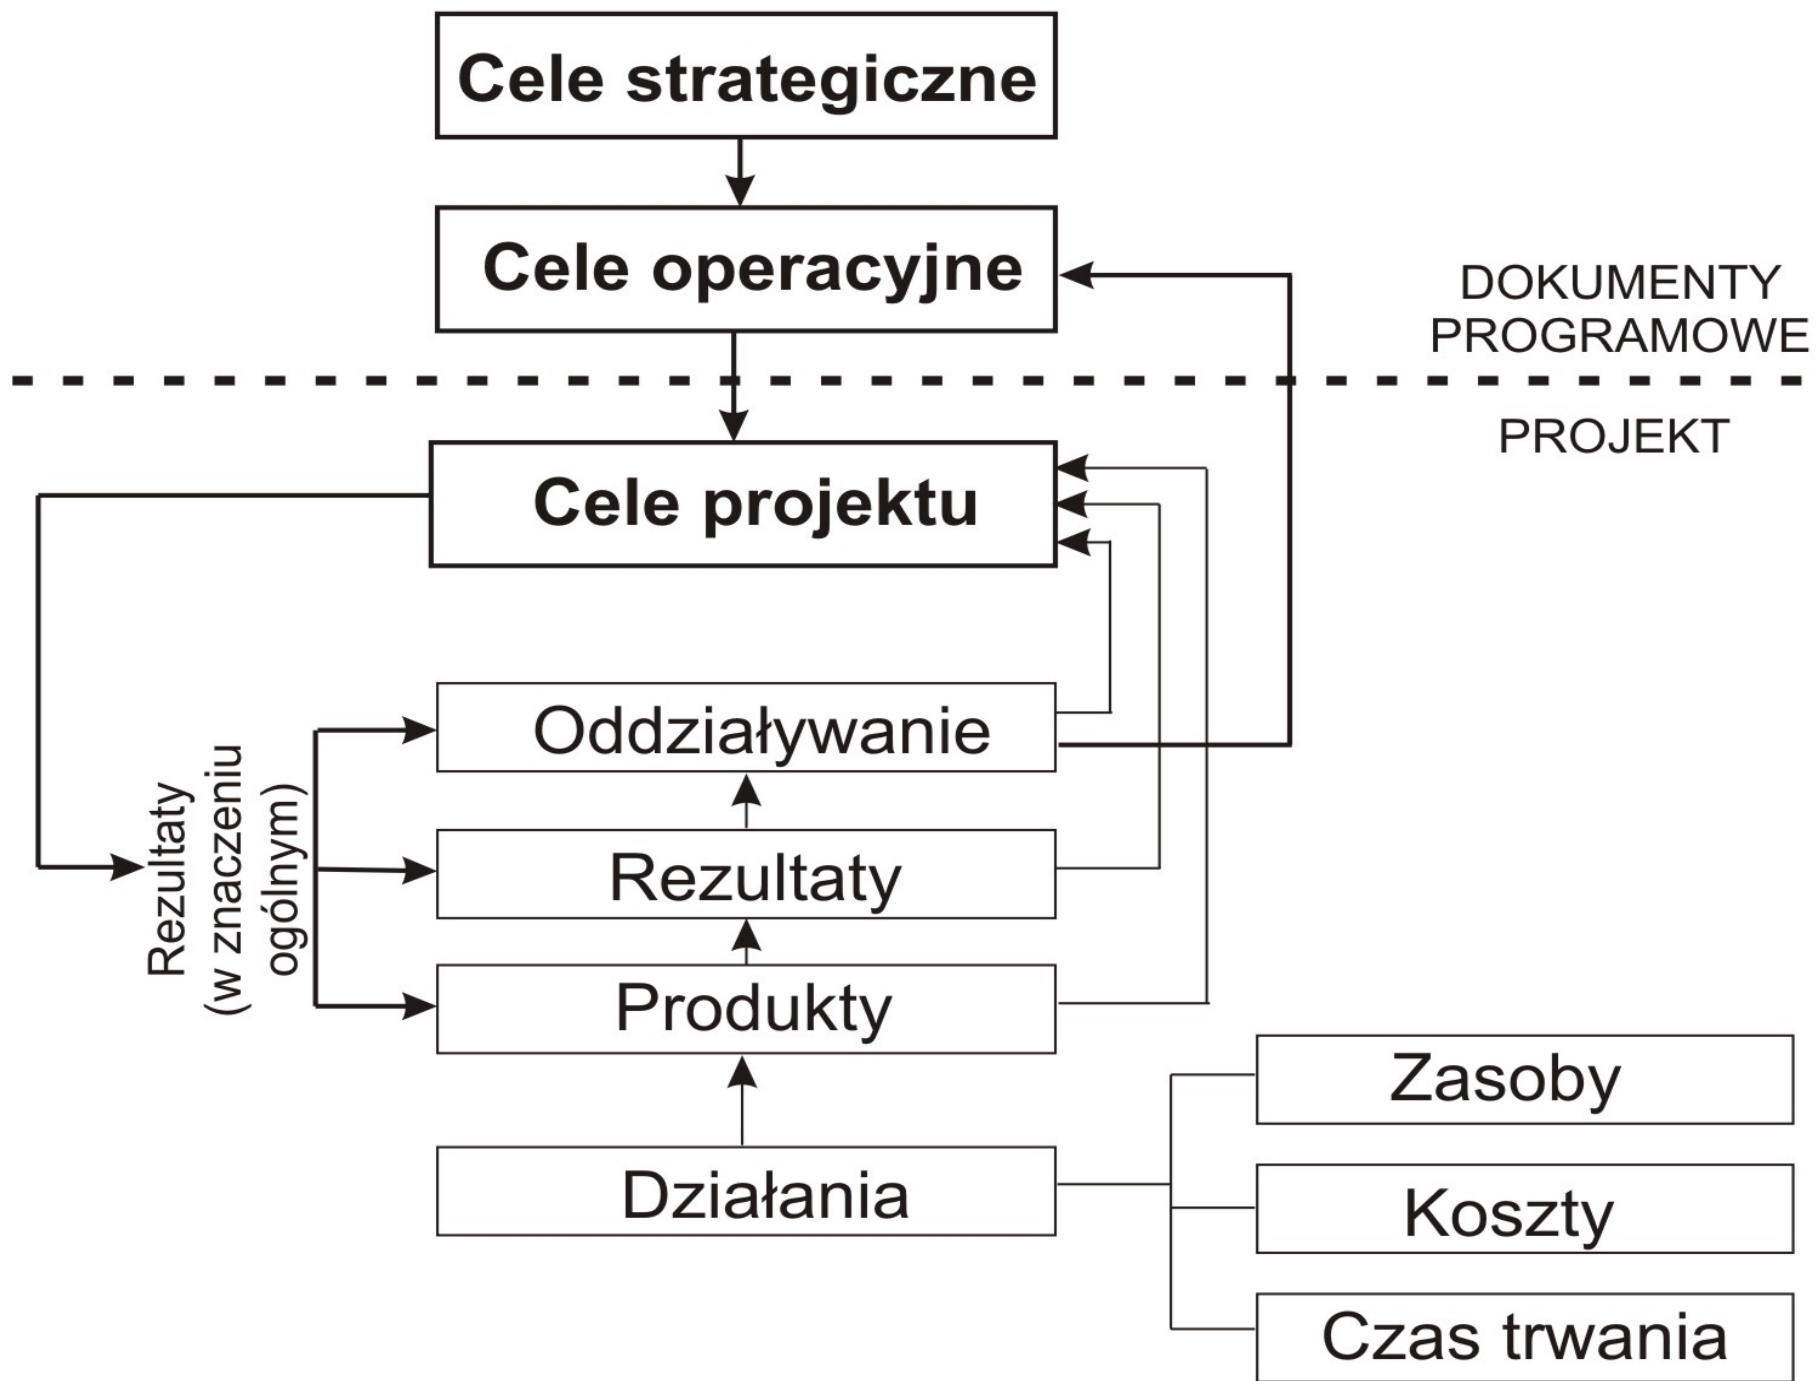 Cele strategiczne
Cele operacyjne
DOKUMENTY
PROGRAMOWE
PROJEKT
Cele projektu
Rezultaty
(w znaczeniu
ogólnym)
Oddziaływanie
Rezultaty
Produkty
Działania
Zasoby
Koszty
Czas trwania